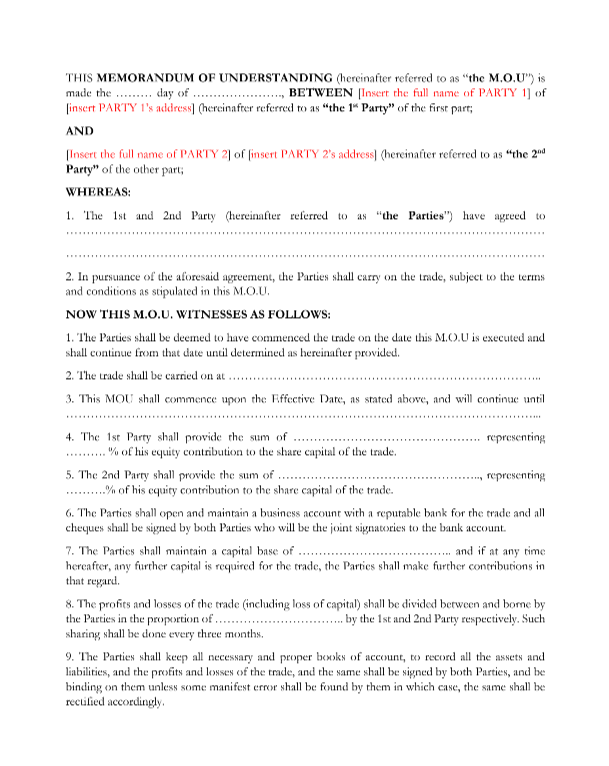 THIS MEMORANDUM OF UNDERSTANDING (hereinafter referred to as “the M.O.U”) is
made the ……… day of …………………, BETWEEN [Insert the full name of PARTY 1] of
[insert PARTY 1’s address] (hereinafter referred to as “the 1st Party” of the first part;
AND
[Insert the full name of PARTY 2] of [insert PARTY 2’s address] (hereinafter referred to as “the 2nd
Party” of the other part;
WHEREAS:
1. The 1st and 2nd Party (hereinafter referred to as “the Parties”) have agreed to
……………………………………………………………………………………………
……………………………………………………………………………………………
2. In pursuance of the aforesaid agreement, the Parties shall carry on the trade, subject to the terms
and conditions as stipulated in this M.O.U.
NOW THIS M.O.U. WITNESSES AS FOLLOWS:
1. The Parties shall be deemed to have commenced the trade on the date this M.O.U is executed and
shall continue from that date until determined as hereinafter provided.
2. The trade shall be carried on at ……………………………………………………………..
3. This MOU shall commence upon the Effective Date, as stated above, and will continue until
…………………………………………………………………………………………...
4. The 1st Party shall provide the sum of ………………………………………. representing
………. % of his equity contribution to the share capital of the trade.
5. The 2nd Party shall provide the sum of ……………………………………….., representing
……….% of his equity contribution to the share capital of the trade.
6. The Parties shall open and maintain a business account with a reputable bank for the trade and all
cheques shall be signed by both Parties who will be the joint signatories to the bank account.
7. The Parties shall maintain a capital base of …………………………….. and if at any time
hereafter, any further capital is required for the trade, the Parties shall make further contributions in
that regard.
8. The profits and losses of the trade (including loss of capital) shall be divided between and borne by
the Parties in the proportion of ………………………….. by the 1st and 2nd Party respectively. Such
sharing shall be done every three months.
9. The Parties shall keep all necessary and proper books of account, to record all the assets and
liabilities, and the profits and losses of the trade, and the same shall be signed by both Parties, and be
binding on them unless some manifest error shall be found by them in which case, the same shall be
rectified accordingly.